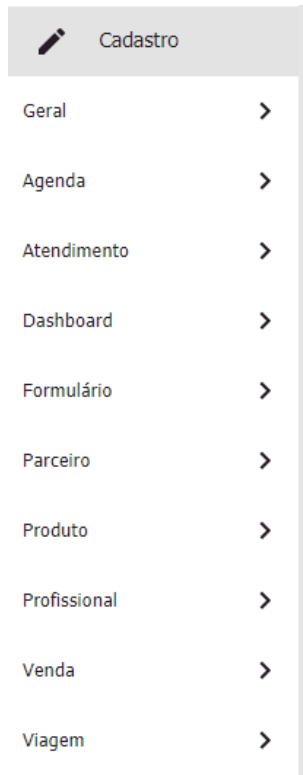 Cadastro
Geral
Agenda
Atendimento
Dashboard
Formulário
Parceiro
Produto
Profissional
Venda
Viagem